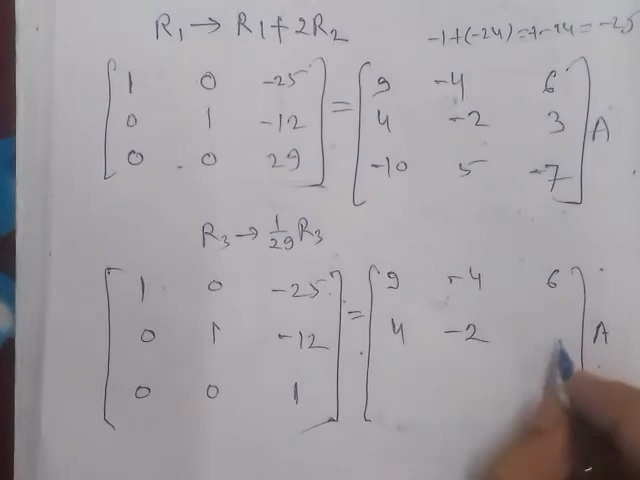 R₁ → R₁ + 2R₂ -1+(-24)=+-24=-25
1 0 -25 9 -4 6
0 1 -12 = 4 -2 3 A
0 0 29 -10 5 -7
R₃ → 1/29 R₃
1 0 -25 9 -4 6
0 1 -12 = 4 -2 A
0 0 1